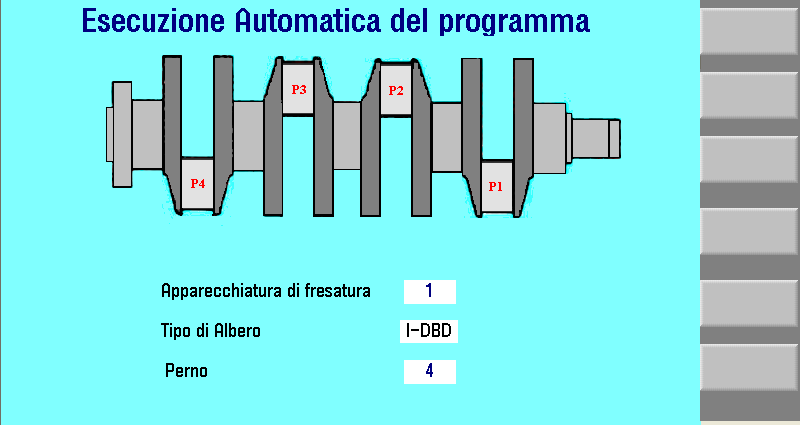 Esecuzione Automatica del programma
P3
P2
P4
P1
Apparecchiatura di fresatura 1
Tipo di Albero I-DBD
Perno 4